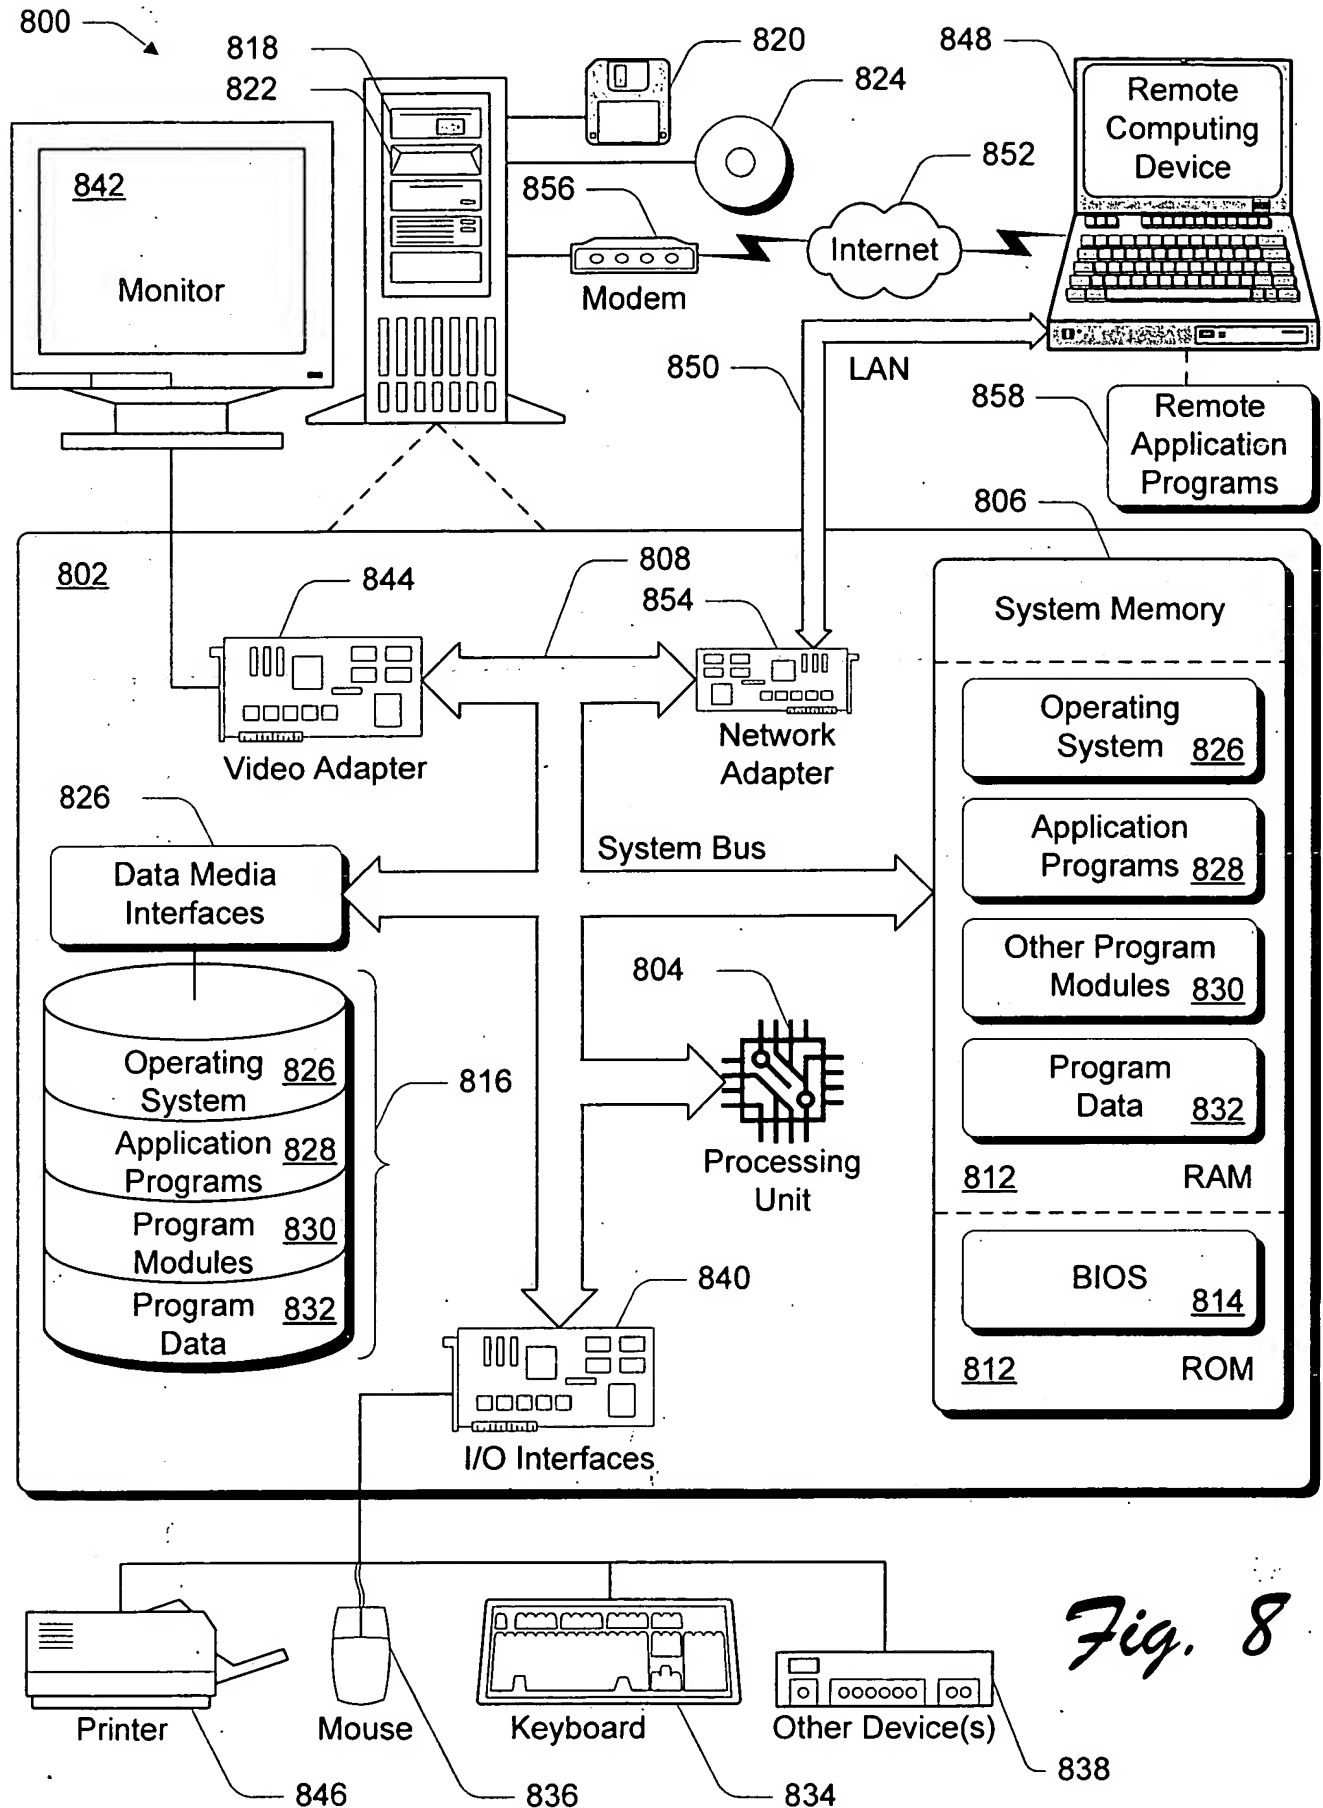 800
818
822
820
824
848
Remote
Computing
Device
852
842
Monitor
856
Modem
Internet
850
LAN
858
Remote
Application
Programs
806
802
844
808
854
System Memory
Video Adapter
Network
Adapter
Operating
System 826
826
Data Media
Interfaces
System Bus
Application
Programs 828
Other Program
Modules 830
804
Processing
Unit
Program
Data 832
812 RAM
Operating
System 826
Application
Programs 828
Program
Modules 830
Program
Data 832
816
840
I/O Interfaces
BIOS
814
812 ROM
Printer
Mouse
Keyboard
Other Device(s)
846
836
834
838
Fig. 8